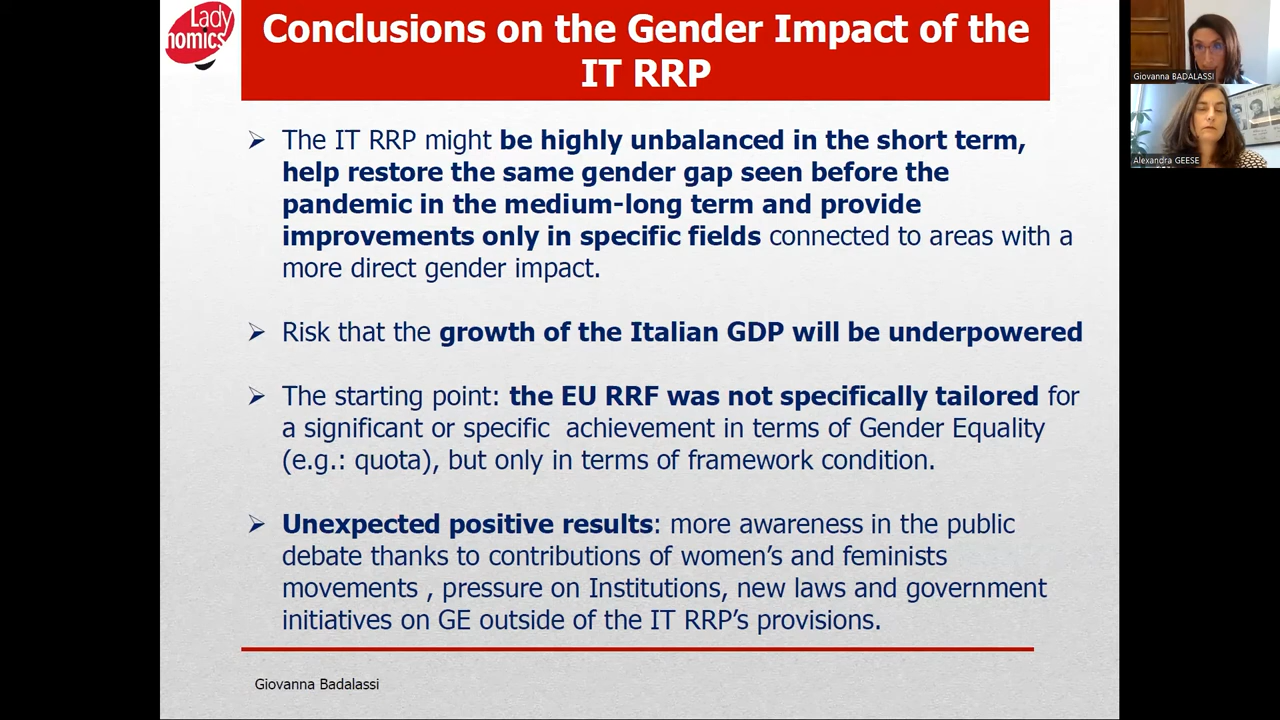 Lady
nomics
Conclusions on the Gender Impact of the
IT RRP
Giovanna BADALASSI
Alexandra GEESE
➢ The IT RRP might be highly unbalanced in the short term,
help restore the same gender gap seen before the
pandemic in the medium-long term and provide
improvements only in specific fields connected to areas with a
more direct gender impact.
➢ Risk that the growth of the Italian GDP will be underpowered
➢ The starting point: the EU RRF was not specifically tailored for
a significant or specific  achievement in terms of Gender Equality
(e.g.: quota), but only in terms of framework condition.
➢ Unexpected positive results: more awareness in the public
debate thanks to contributions of women’s and feminists
movements , pressure on Institutions, new laws and government
initiatives on GE outside of the IT RRP’s provisions.
Giovanna Badalassi